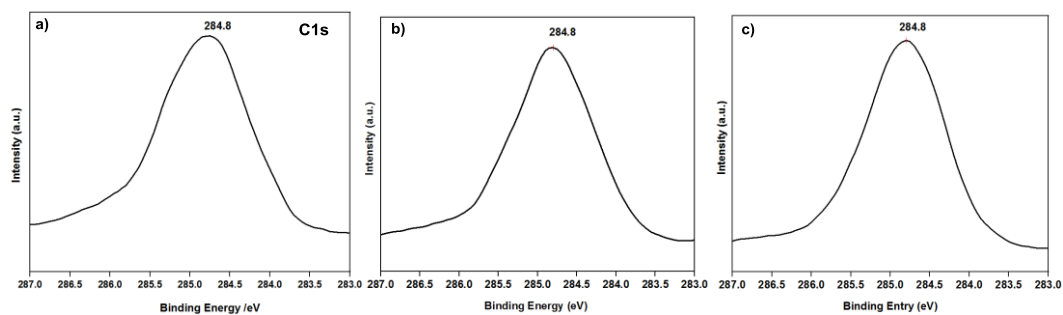 a)
284.8
C1s
Intensity (a.u.)
287.0 286.5 286.0 285.5 285.0 284.5 284.0 283.5 283.0
Binding Energy /eV
b)
284.8
Intensity (a.u.)
287.0 286.5 286.0 285.5 285.0 284.5 284.0 283.5 283.0
Binding Energy (eV)
c)
284.8
Intensity (a.u.)
287.0 286.5 286.0 285.5 285.0 284.5 284.0 283.5 283.0
Binding Entry (eV)